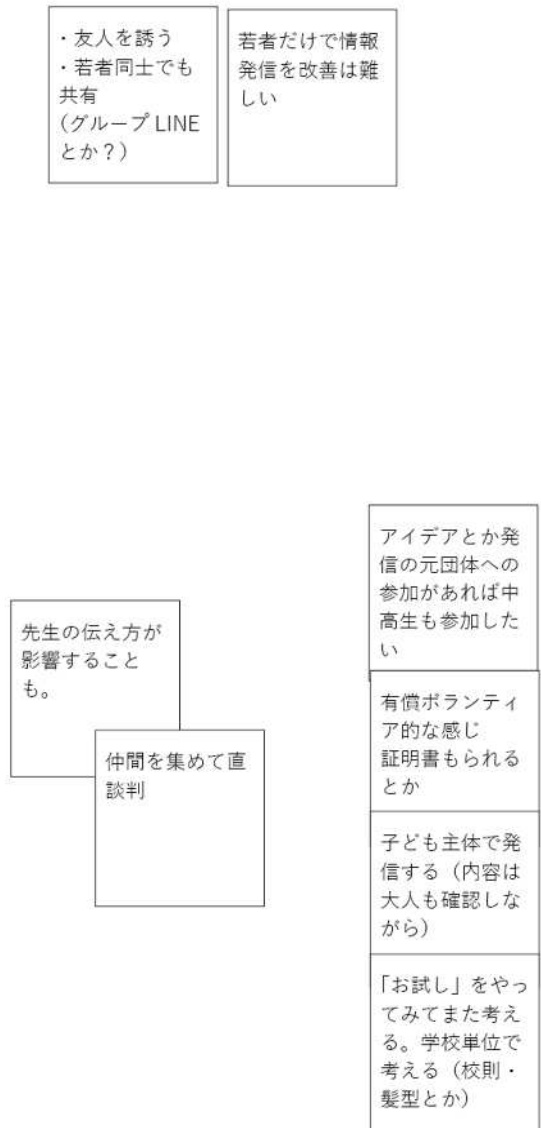 ・友人を誘う
・若者同士でも
共有
（グループ LINE
とか？）
若者だけで情報
発信を改善は難
しい
アイデアとか発
信の元団体への
参加があれば中
高生も参加した
い
先生の伝え方が
影響すること
も。
有償ボランティ
ア的な感じ
証明書もられる
とか
仲間を集めて直
談判
子ども主体で発
信する（内容は
大人も確認しな
がら）
「お試し」をやっ
てみてまた考え
る。学校単位で
考える（校則・
髪型とか）